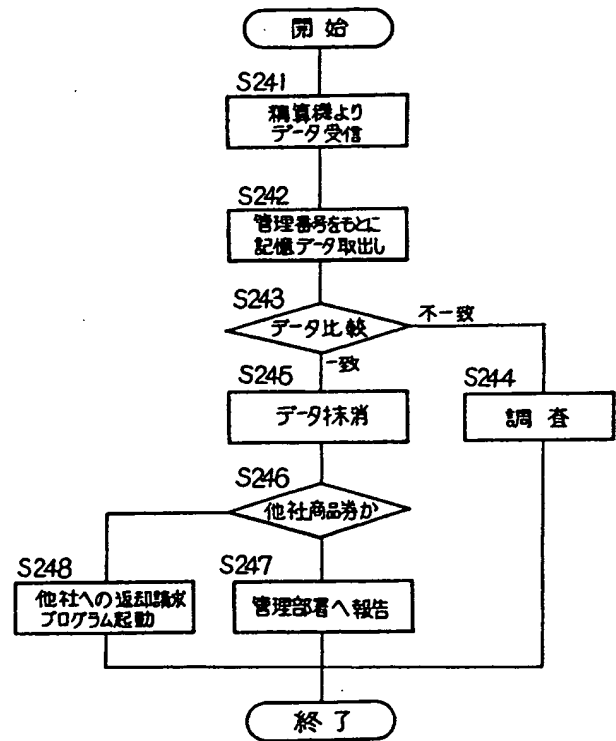 開始
S241
精算機より
データ受信
S242
管理番号をもとに
記憶データ取出し
S243
データ比較
不一致
一致
S245
データ抹消
S244
調査
S246
他社商品券か
S248
他社への返却請求
プログラム起動
S247
管理部署へ報告
終了